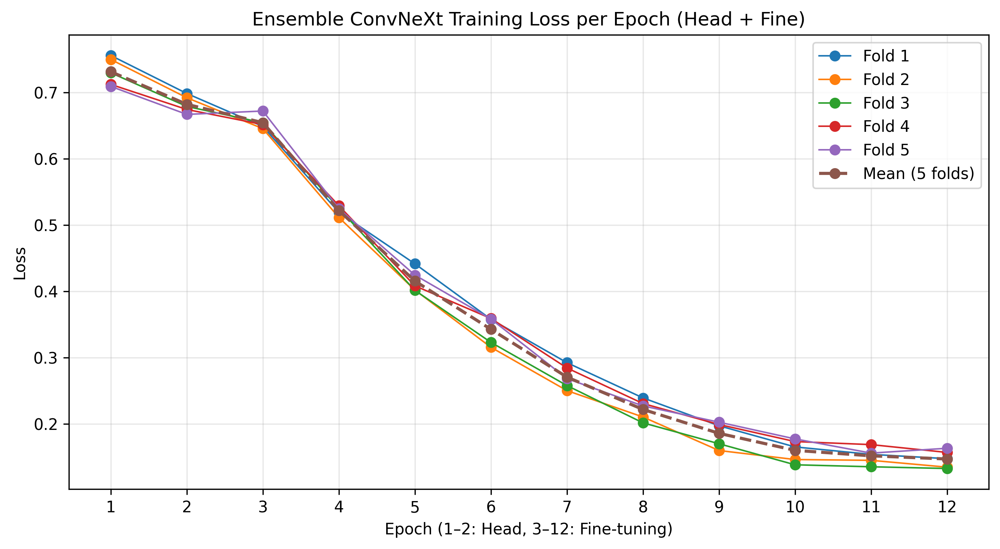 Ensemble ConvNeXt Training Loss per Epoch (Head + Fine)
Fold 1
Fold 2
Fold 3
Fold 4
Fold 5
Mean (5 folds)
Loss
0.7
0.6
0.5
0.4
0.3
0.2
1 2 3 4 5 6 7 8 9 10 11 12
Epoch (1–2: Head, 3–12: Fine-tuning)